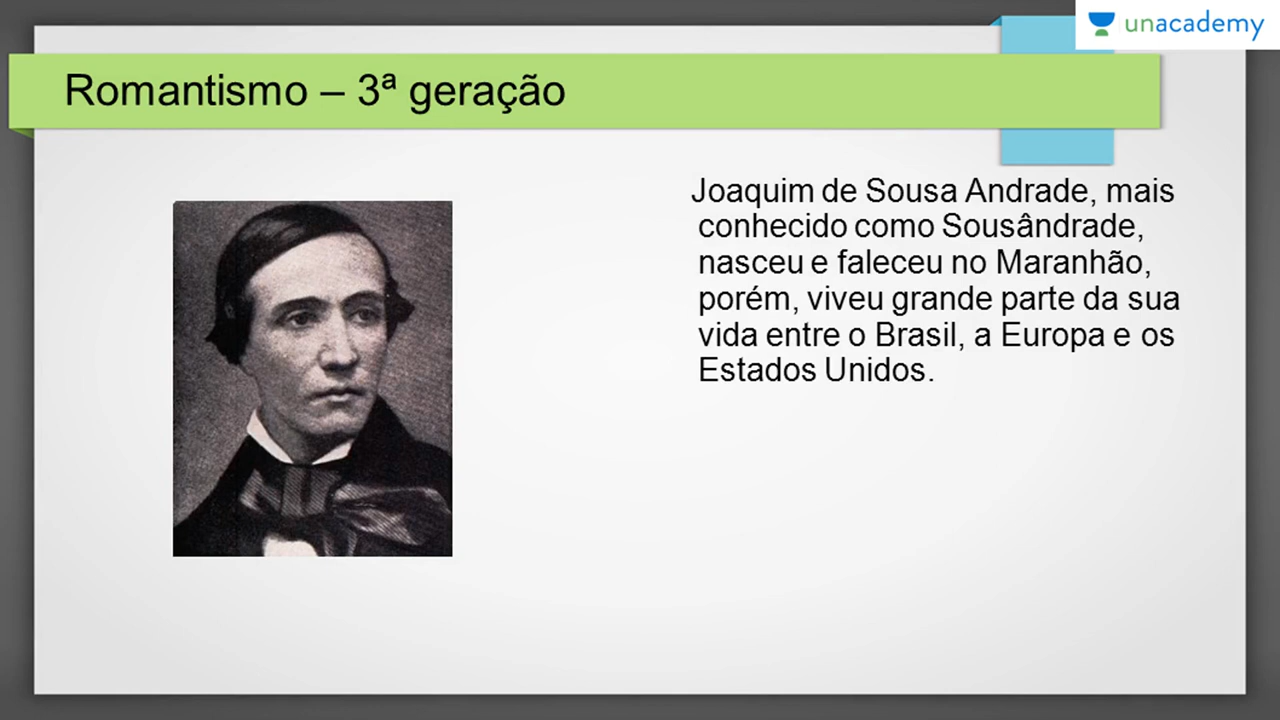 unacademy
Romantismo – 3ª geração
Joaquim de Sousa Andrade, mais
conhecido como Sousândrade,
nasceu e faleceu no Maranhão,
porém, viveu grande parte da sua
vida entre o Brasil, a Europa e os
Estados Unidos.